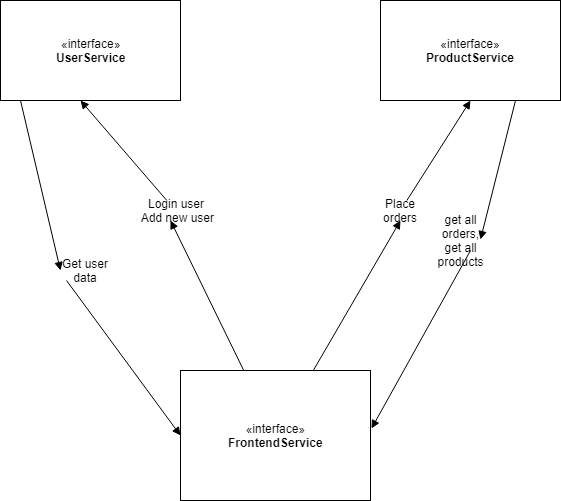 «interface»
UserService
«interface»
ProductService
Login user
Add new user
Place
orders
get all
orders,
get all
products
Get user
data
«interface»
FrontendService